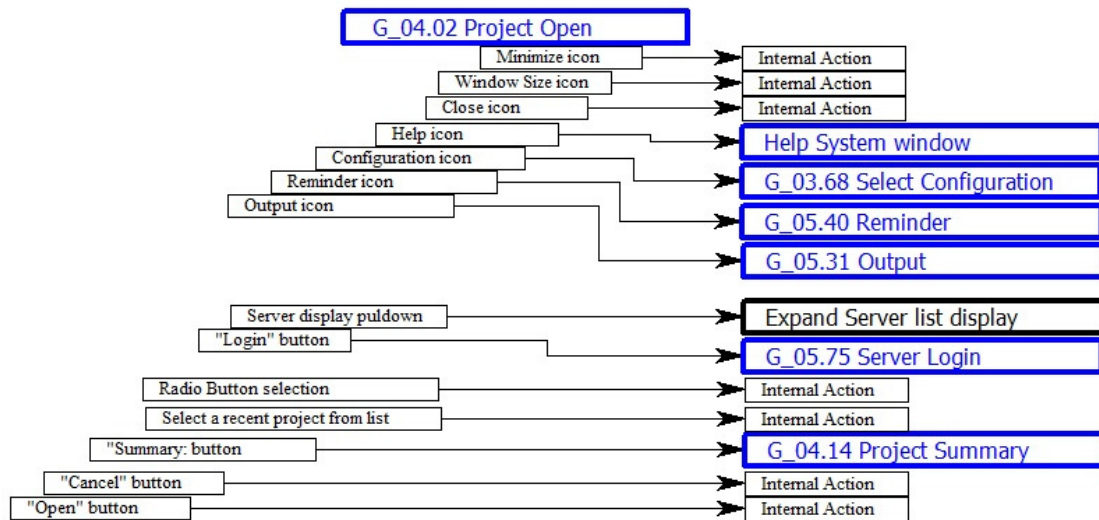 G_04.02 Project Open
Minimize icon Internal Action
Window Size icon Internal Action
Close icon Internal Action
Help icon Help System window
Configuration icon G_03.68 Select Configuration
Reminder icon G_05.40 Reminder
Output icon G_05.31 Output
Server display puldown Expand Server list display
"Login" button G_05.75 Server Login
Radio Button selection Internal Action
Select a recent project from list Internal Action
"Summary: button G_04.14 Project Summary
"Cancel" button Internal Action
"Open" button Internal Action